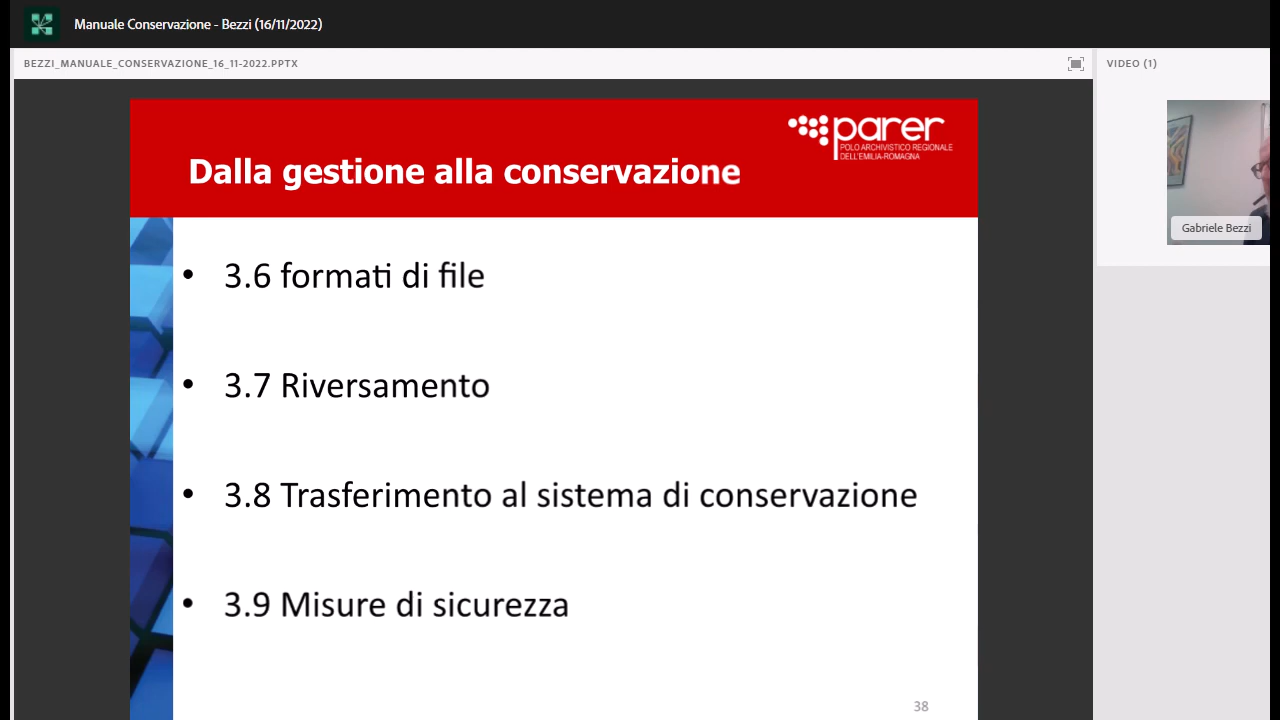 Manuale Conservazione - Bezzi (16/11/2022)
BEZZI_MANUALE_CONSERVAZIONE_16_11-2022.PPTX
VIDEO (1)
parer
POLO ARCHIVISTICO REGIONALE
DELL'EMILIA-ROMAGNA
Dalla gestione alla conservazione
Gabriele Bezzi
• 3.6 formati di file
• 3.7 Riversamento
• 3.8 Trasferimento al sistema di conservazione
• 3.9 Misure di sicurezza
38